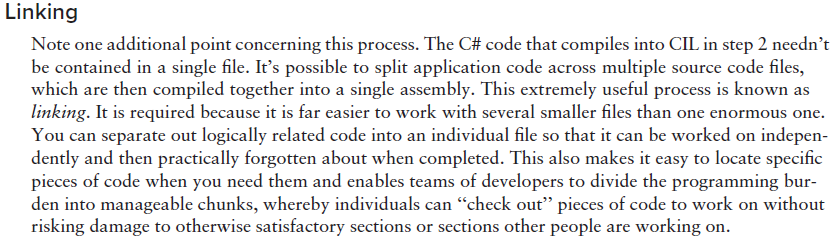 Linking
Note one additional point concerning this process. The C# code that compiles into CIL in step 2 needn’t
be contained in a single file. It’s possible to split application code across multiple source code files,
which are then compiled together into a single assembly. This extremely useful process is known as
linking. It is required because it is far easier to work with several smaller files than one enormous one.
You can separate out logically related code into an individual file so that it can be worked on indepen-
dently and then practically forgotten about when completed. This also makes it easy to locate specific
pieces of code when you need them and enables teams of developers to divide the programming bur-
den into manageable chunks, whereby individuals can “check out” pieces of code to work on without
risking damage to otherwise satisfactory sections or sections other people are working on.